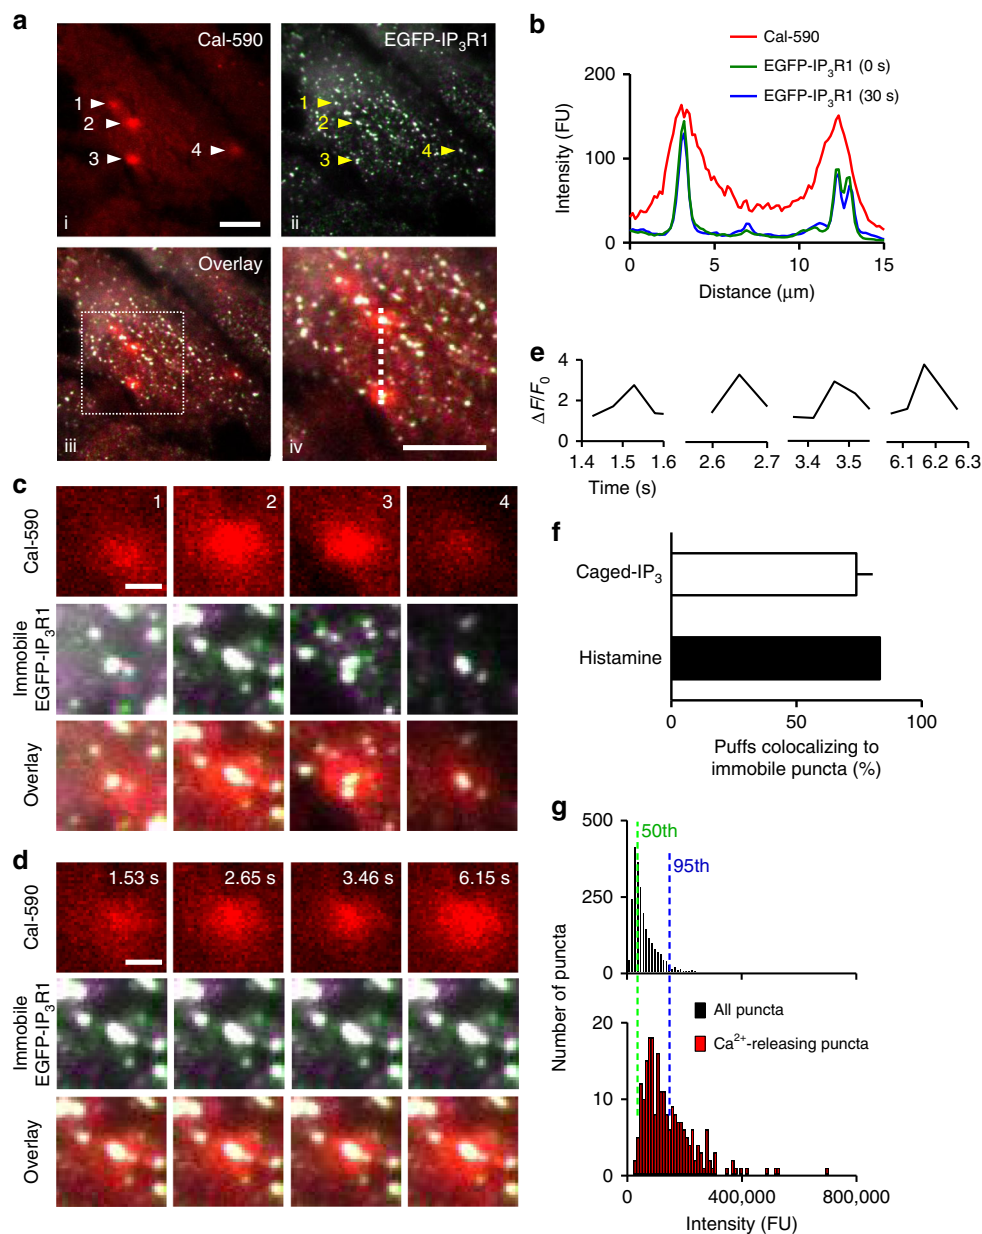 a
Cal-590
1
2
3
4
i
EGFP-IP₃R1
1
2
3
4
ii
Overlay
iii
iv
b
Cal-590
EGFP-IP₃R1 (0 s)
EGFP-IP₃R1 (30 s)
Intensity (FU)
200
100
0
0 5 10 15
Distance (μm)
e
ΔF/F₀
4
2
0
1.4 1.5 1.6 2.6 2.7 3.4 3.5 6.1 6.2 6.3
Time (s)
c
1 2 3 4
Cal-590
Immobile
EGFP-IP₃R1
Overlay
d
1.53 s 2.65 s 3.46 s 6.15 s
Cal-590
Immobile
EGFP-IP₃R1
Overlay
f
Caged-IP₃
Histamine
0 50 100
Puffs colocalizing to
immobile puncta (%)
g
Number of puncta
500
250
0
50th
95th
All puncta
Ca²⁺-releasing puncta
20
10
0
0 400,000 800,000
Intensity (FU)